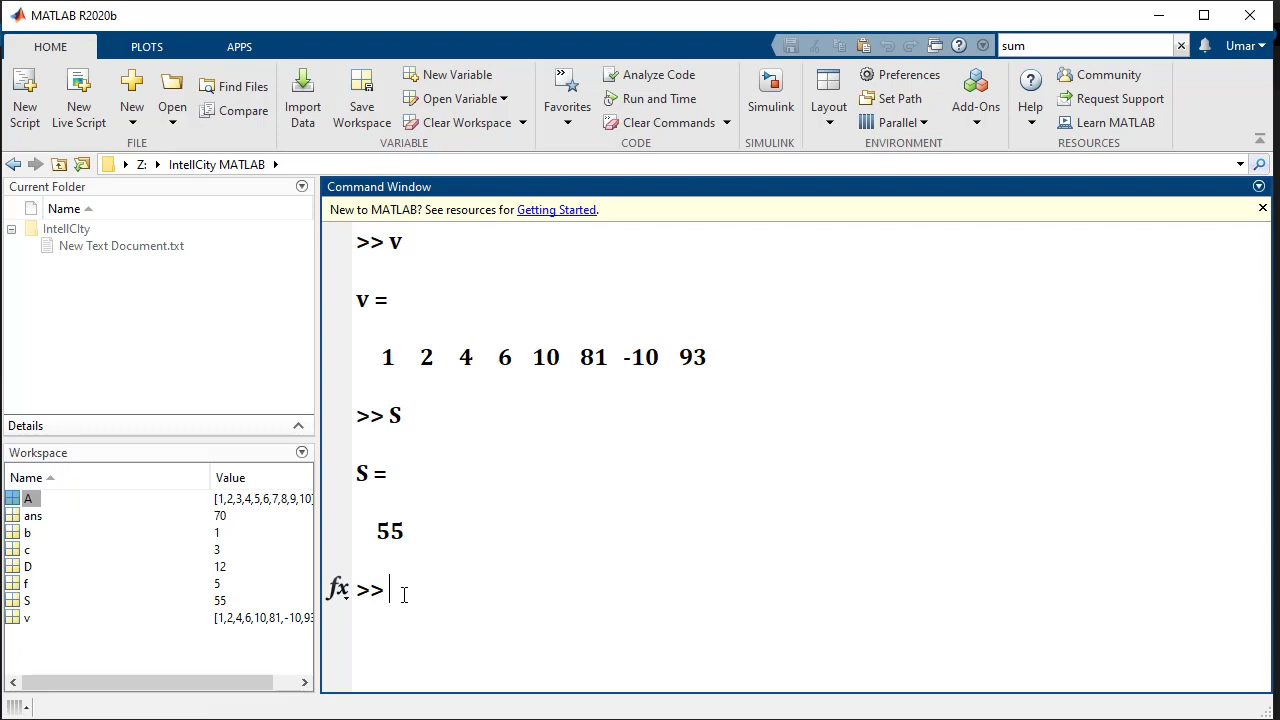 MATLAB R2020b
HOME PLOTS APPS sum Umar
New Script New Live Script New Open Find Files Compare
FILE
Import Data Save Workspace New Variable Open Variable Clear Workspace
VARIABLE
Favorites Analyze Code Run and Time Clear Commands
CODE
Simulink
SIMULINK
Layout Preferences Set Path Parallel Add-Ons
ENVIRONMENT
Help Community Request Support Learn MATLAB
RESOURCES
Z: IntellCity MATLAB
Current Folder
Name
IntellCIty
New Text Document.txt
Details
Workspace
Name Value
A [1,2,3,4,5,6,7,8,9,10]
ans 70
b 1
c 3
D 12
f 5
S 55
v [1,2,4,6,10,81,-10,93
Command Window
New to MATLAB? See resources for Getting Started.
>> v
v =
1 2 4 6 10 81 -10 93
>> S
S =
55
fx >>